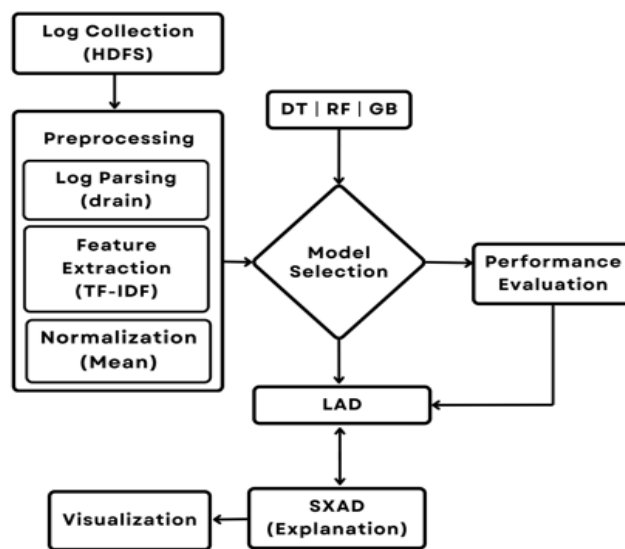 Log Collection
(HDFS)
Preprocessing
Log Parsing
(drain)
Feature
Extraction
(TF-IDF)
Normalization
(Mean)
DT | RF | GB
Model
Selection
Performance
Evaluation
LAD
SXAD
(Explanation)
Visualization